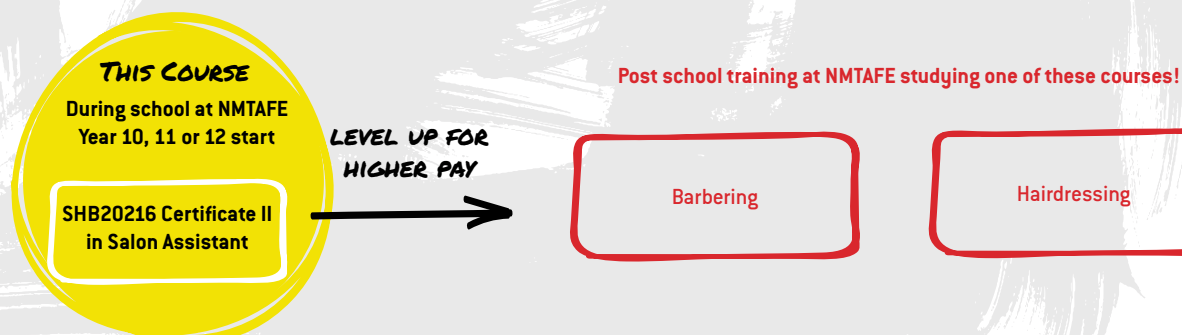 THIS COURSE
During school at NMTAFE
Year 10, 11 or 12 start
SHB20216 Certificate II
in Salon Assistant
LEVEL UP FOR
HIGHER PAY
Post school training at NMTAFE studying one of these courses!
Barbering
Hairdressing